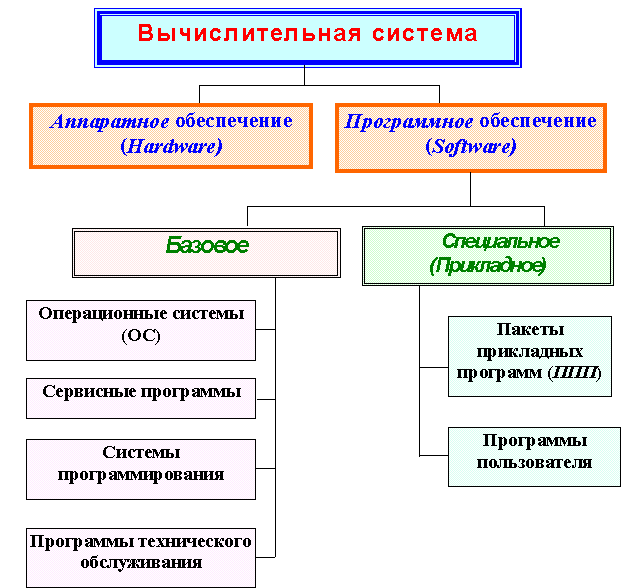 Вычислительная система
Аппаратное обеспечение
(Hardware)
Программное обеспечение
(Software)
Базовое
Специальное
(Прикладное)
Операционные системы
(ОС)
Сервисные программы
Системы
программирования
Программы технического
обслуживания
Пакеты
прикладных
программ (ППП)
Программы
пользователя